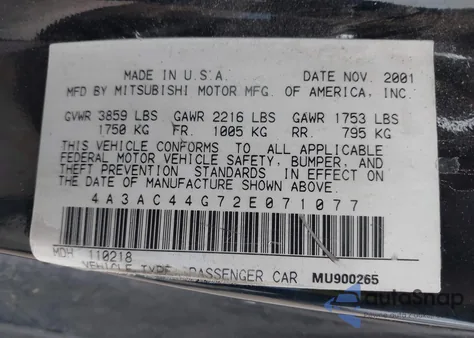 MADE IN U.S.A. DATE NOV. 2001
MFD BY MITSUBISHI MOTOR MFG. OF AMERICA, INC.
GVWR 3859 LBS GAWR 2216 LBS GAWR 1753 LBS
1750 KG FR. 1005 KG RR. 795 KG
THIS VEHICLE CONFORMS TO ALL APPLICABLE
FEDERAL MOTOR VEHICLE SAFETY, BUMPER, AND
THEFT PREVENTION STANDARDS IN EFFECT ON
THE DATE OF MANUFACTURE SHOWN ABOVE.
4A3AC44G72E071077
MDH 110218
VEHICLE TYPE PASSENGER CAR MU900265
autoSnap